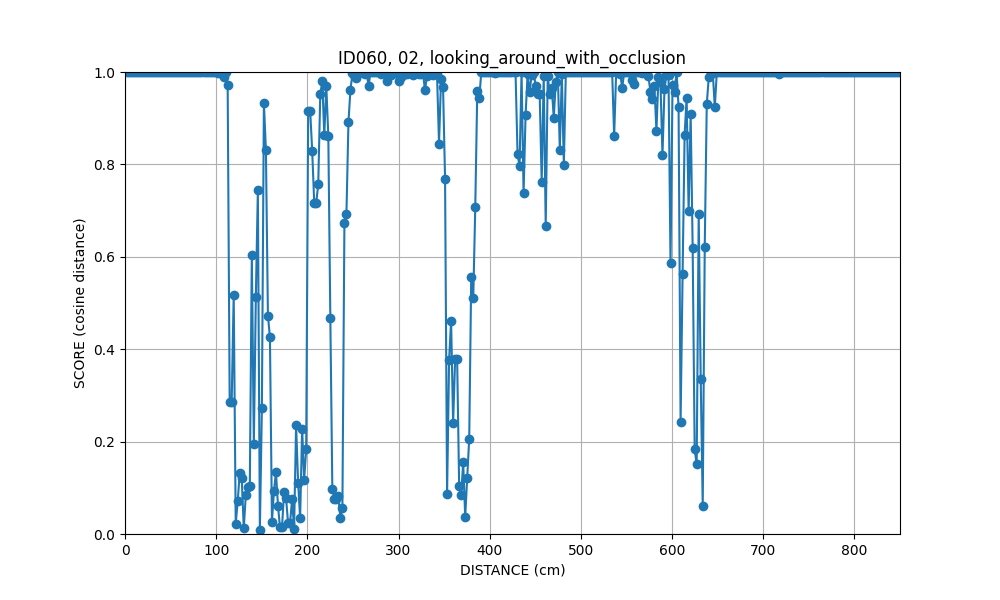 ID060, 02, looking_around_with_occlusion
SCORE (cosine distance)
1.0
0.8
0.6
0.4
0.2
0.0
0 100 200 300 400 500 600 700 800
DISTANCE (cm)